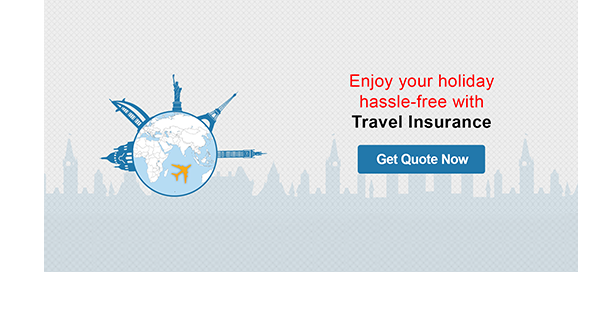 Enjoy your holiday
hassle-free with
Travel Insurance
Get Quote Now